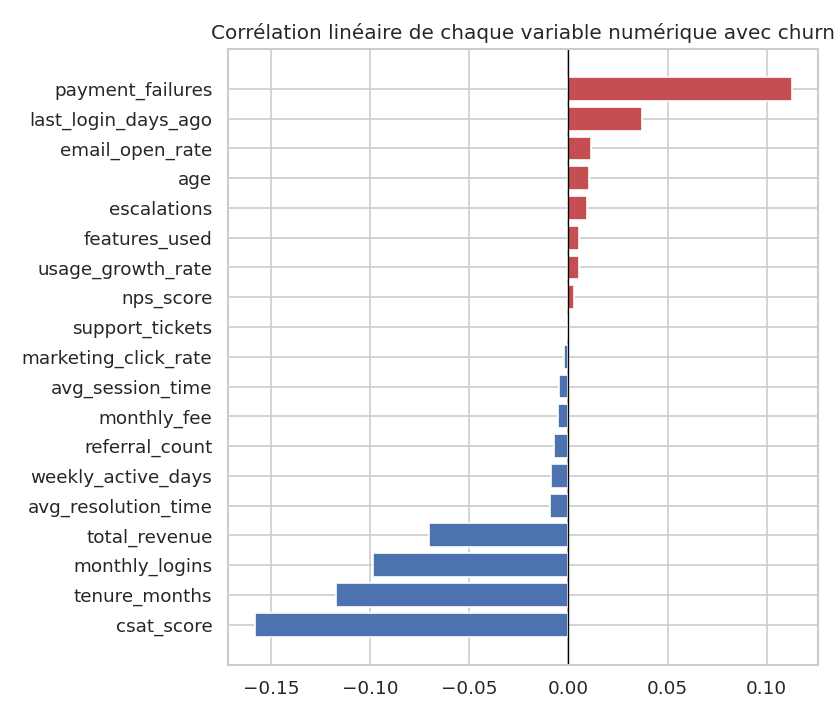 Corrélation linéaire de chaque variable numérique avec churn
payment_failures
last_login_days_ago
email_open_rate
age
escalations
features_used
usage_growth_rate
nps_score
support_tickets
marketing_click_rate
avg_session_time
monthly_fee
referral_count
weekly_active_days
avg_resolution_time
total_revenue
monthly_logins
tenure_months
csat_score
−0.15 −0.10 −0.05 0.00 0.05 0.10